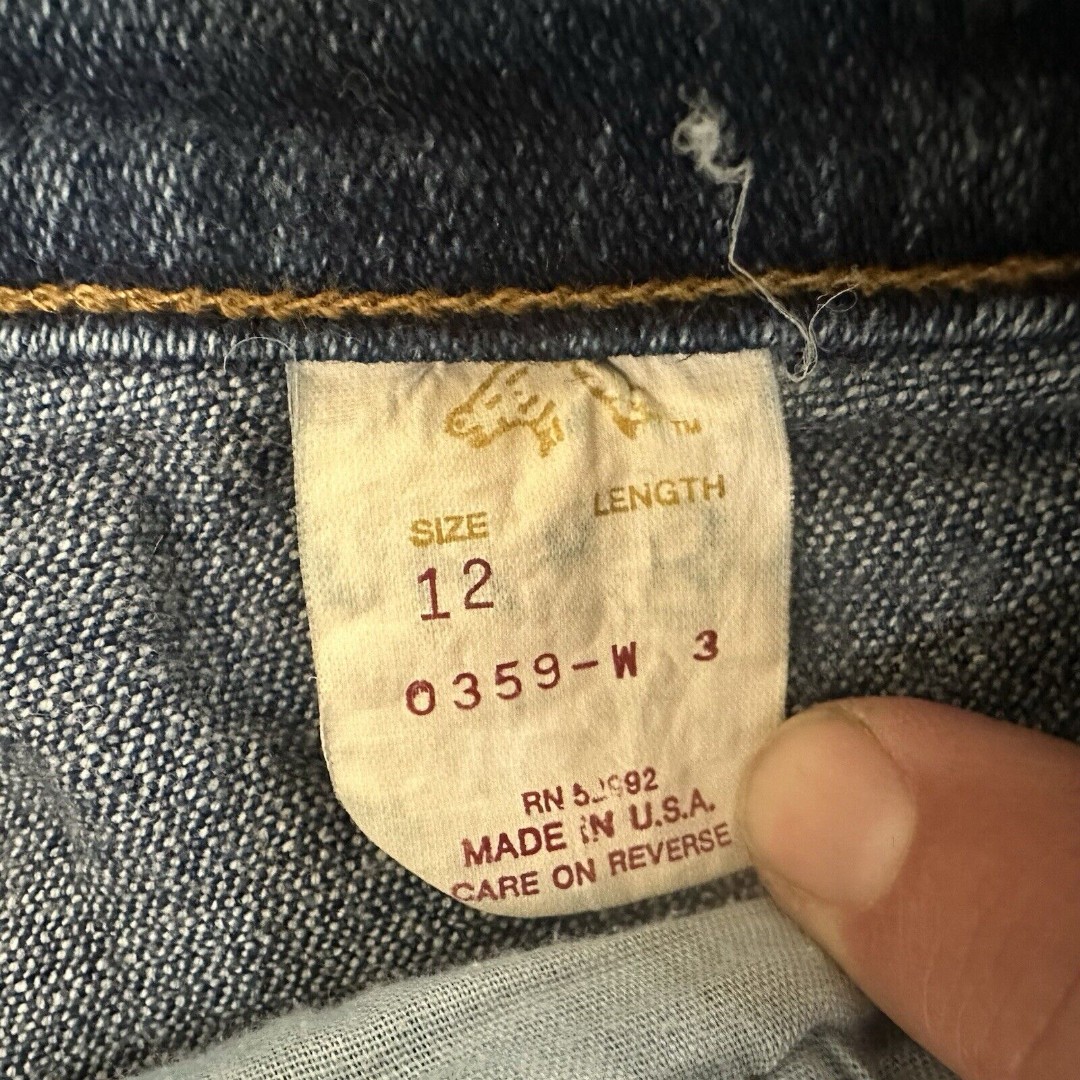 TM
SIZE LENGTH
12
0359-W 3
RN
MADE IN U.S.A.
CARE ON REVERSE